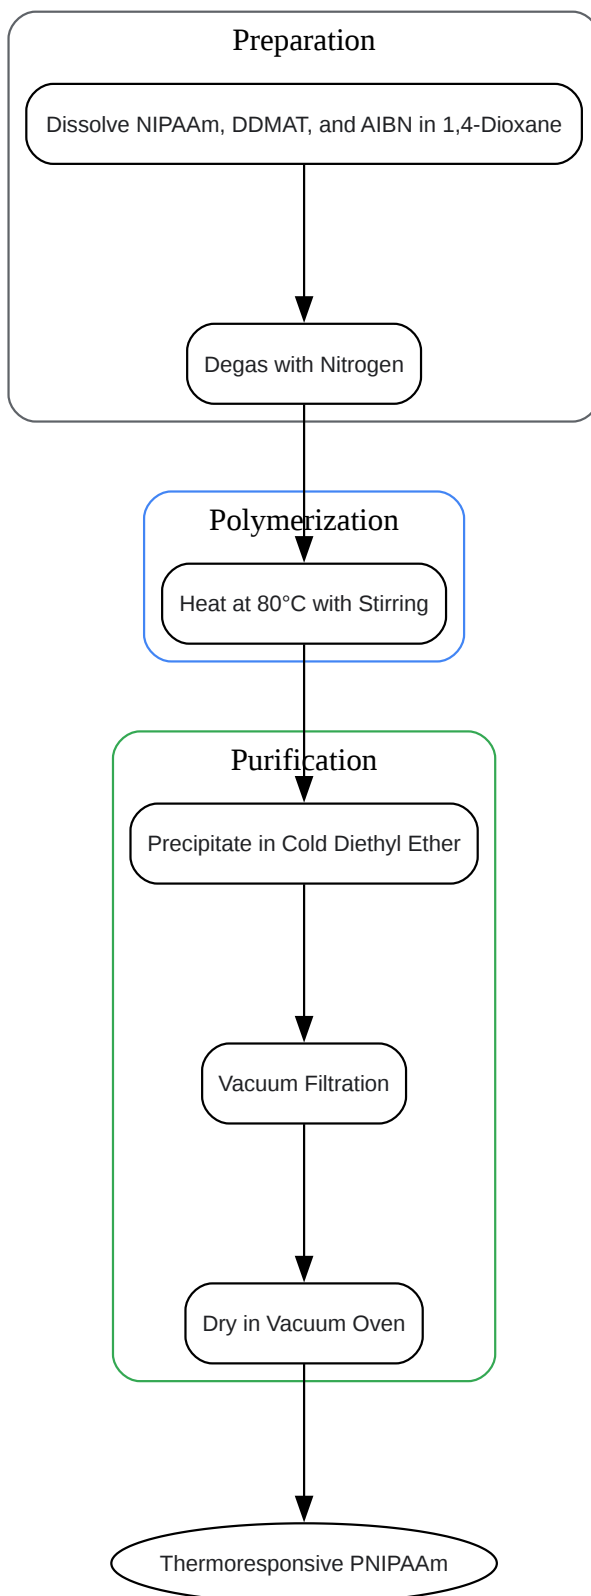 Preparation
Dissolve NIPAAm, DDMAT, and AIBN in 1,4-Dioxane
Degas with Nitrogen
Polymerization
Heat at 80°C with Stirring
Purification
Precipitate in Cold Diethyl Ether
Vacuum Filtration
Dry in Vacuum Oven
Thermoresponsive PNIPAAm